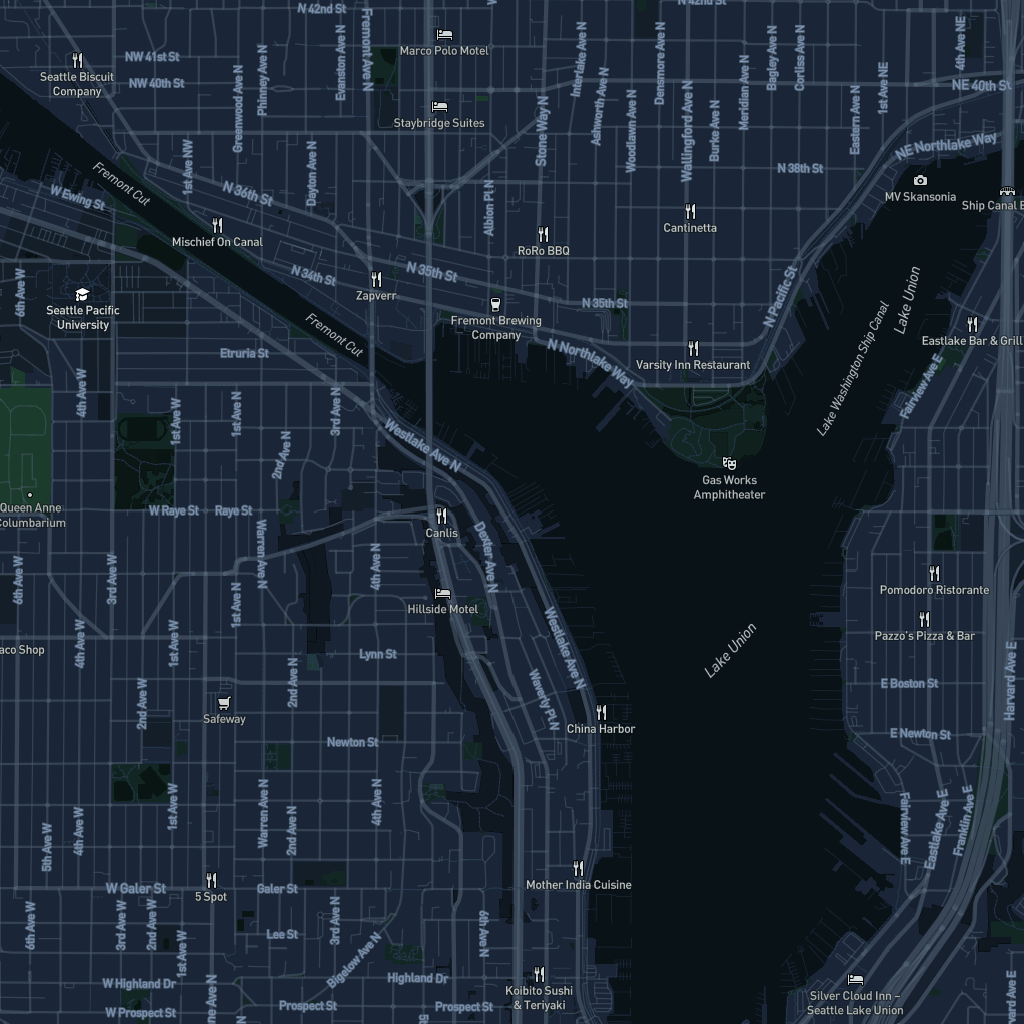 N 42nd St
N 42nd St
Fremont Ave N
Evanston Ave N
Marco Polo Motel
Interlake Ave N
Densmore Ave N
Bagley Ave N
Corliss Ave N
4th Ave NE
NW 41st St
Seattle Biscuit
Company
NW 40th St
Greenwood Ave N
Phinney Ave N
Staybridge Suites
Stone Way N
Ashworth Ave N
Woodlawn Ave N
Wallingford Ave N
Burke Ave N
Meridian Ave N
Eastern Ave N
1st Ave NE
NE 40th St
NE Northlake Way
Fremont Cut
1st Ave NW
Dayton Ave N
N 38th St
MV Skansonia
W Ewing St
N 36th St
Albion Pl N
Cantinetta
Ship Canal B
Mischief On Canal
RoRo BBQ
6th Ave W
Seattle Pacific
University
N 34th St
N 35th St
Zapverr
N 35th St
N Pacific St
Lake Union
Fremont Brewing
Company
Fremont Cut
Etruria St
N Northlake Way
Varsity Inn Restaurant
Lake Washington Ship Canal
Eastlake Bar & Grill
Fairview Ave E
4th Ave W
1st Ave W
1st Ave N
2nd Ave N
3rd Ave N
Westlake Ave N
Gas Works
Amphitheater
Queen Anne
Columbarium
W Raye St
Raye St
Canlis
Dexter Ave N
6th Ave W
3rd Ave W
Warren Ave N
4th Ave N
Pomodoro Ristorante
1st Ave N
Hillside Motel
Pazzo's Pizza & Bar
aco Shop
4th Ave W
1st Ave W
Lynn St
Westlake Ave N
Lake Union
E Boston St
Harvard Ave E
2nd Ave W
2nd Ave N
Waverly Pl N
Safeway
China Harbor
Newton St
E Newton St
5th Ave W
4th Ave W
1st Ave W
Warren Ave N
2nd Ave N
4th Ave N
Fairview Ave E
Eastlake Ave E
Franklin Ave E
W Galer St
5 Spot
Galer St
Mother India Cuisine
6th Ave W
3rd Ave W
2nd Ave W
1st Ave W
Lee St
3rd Ave N
Bigelow Ave N
6th Ave N
W Highland Dr
Highland Dr
Koibito Sushi
& Teriyaki
Silver Cloud Inn –
Seattle Lake Union
W Prospect St
ne Ave N
N
Prospect St
5t
Prospect St
vard Ave E